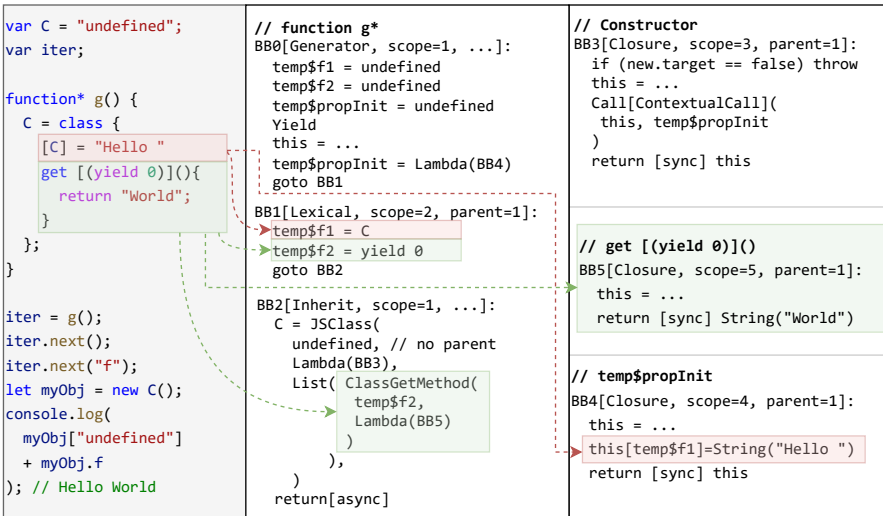 var C = "undefined";
var iter;

function* g() {
  C = class {
    [C] = "Hello "
    get [(yield 0)](){
      return "World";
    }
  };
}

iter = g();
iter.next();
iter.next("f");
let myObj = new C();
console.log(
  myObj["undefined"]
  + myObj.f
); // Hello World

// function g*
BB0[Generator, scope=1, ...]:
  temp$f1 = undefined
  temp$f2 = undefined
  temp$propInit = undefined
  Yield
  this = ...
  temp$propInit = Lambda(BB4)
  goto BB1

BB1[Lexical, scope=2, parent=1]:
  temp$f1 = C
  temp$f2 = yield 0
  goto BB2

BB2[Inherit, scope=1, ...]:
  C = JSClass(
    undefined, // no parent
    Lambda(BB3),
    List( ClassGetMethod(
      temp$f2,
      Lambda(BB5)
      )
    ),
  )
  return[async]

// Constructor
BB3[Closure, scope=3, parent=1]:
  if (new.target == false) throw
  this = ...
  Call[ContextualCall](
    this, temp$propInit
  )
  return [sync] this

// get [(yield 0)]()
BB5[Closure, scope=5, parent=1]:
  this = ...
  return [sync] String("World")

// temp$propInit
BB4[Closure, scope=4, parent=1]:
  this = ...
  this[temp$f1]=String("Hello ")
  return [sync] this